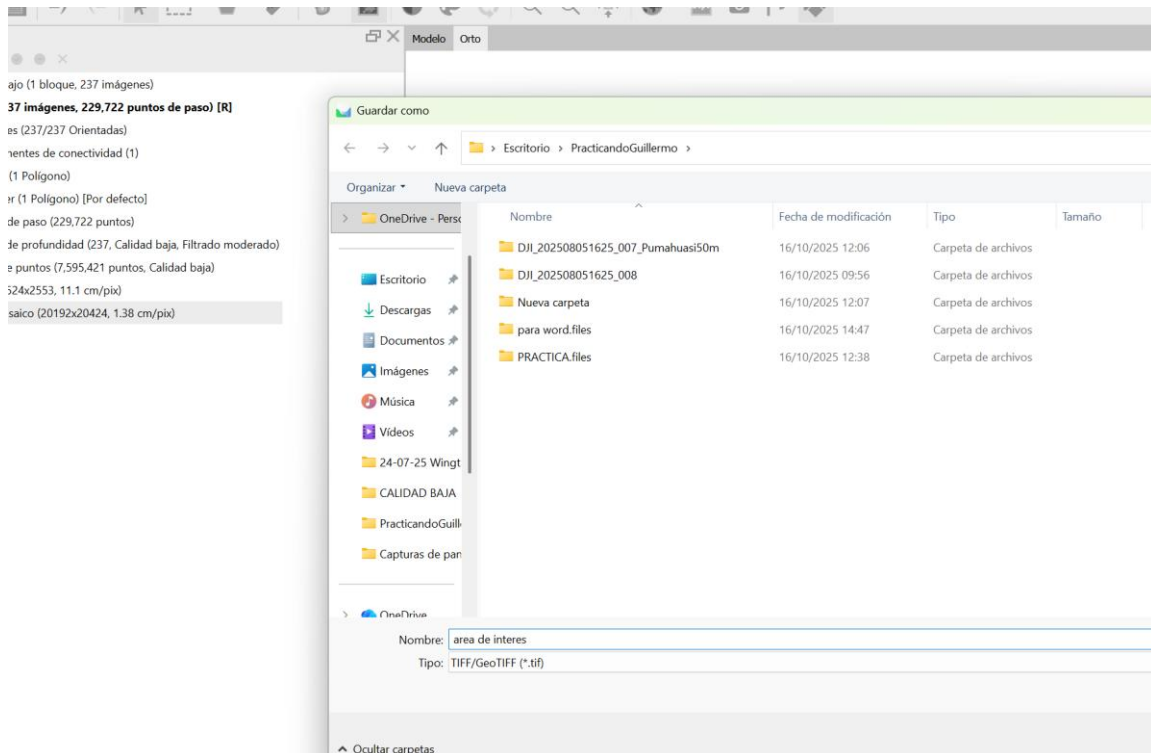 Modelo Orto
ajo (1 bloque, 237 imágenes)
37 imágenes, 229,722 puntos de paso) [R]
es (237/237 Orientadas)
nentes de conectividad (1)
(1 Polígono)
er (1 Polígono) [Por defecto]
de paso (229,722 puntos)
de profundidad (237, Calidad baja, Filtrado moderado)
e puntos (7,595,421 puntos, Calidad baja)
524x2553, 11.1 cm/pix)
saico (20192x20424, 1.38 cm/pix)
Guardar como
Escritorio > PracticandoGuillermo >
Organizar Nueva carpeta
OneDrive - Perso
Escritorio
Descargas
Documentos
Imágenes
Música
Vídeos
24-07-25 Wingt
CALIDAD BAJA
PracticandoGuill
Capturas de pan
OneDrive
Nombre Fecha de modificación Tipo Tamaño
DJI_202508051625_007_Pumahuasi50m 16/10/2025 12:06 Carpeta de archivos
DJI_202508051625_008 16/10/2025 09:56 Carpeta de archivos
Nueva carpeta 16/10/2025 12:07 Carpeta de archivos
para word.files 16/10/2025 14:47 Carpeta de archivos
PRACTICA.files 16/10/2025 12:38 Carpeta de archivos
Nombre: area de interes
Tipo: TIFF/GeoTIFF (*.tif)
Ocultar carpetas